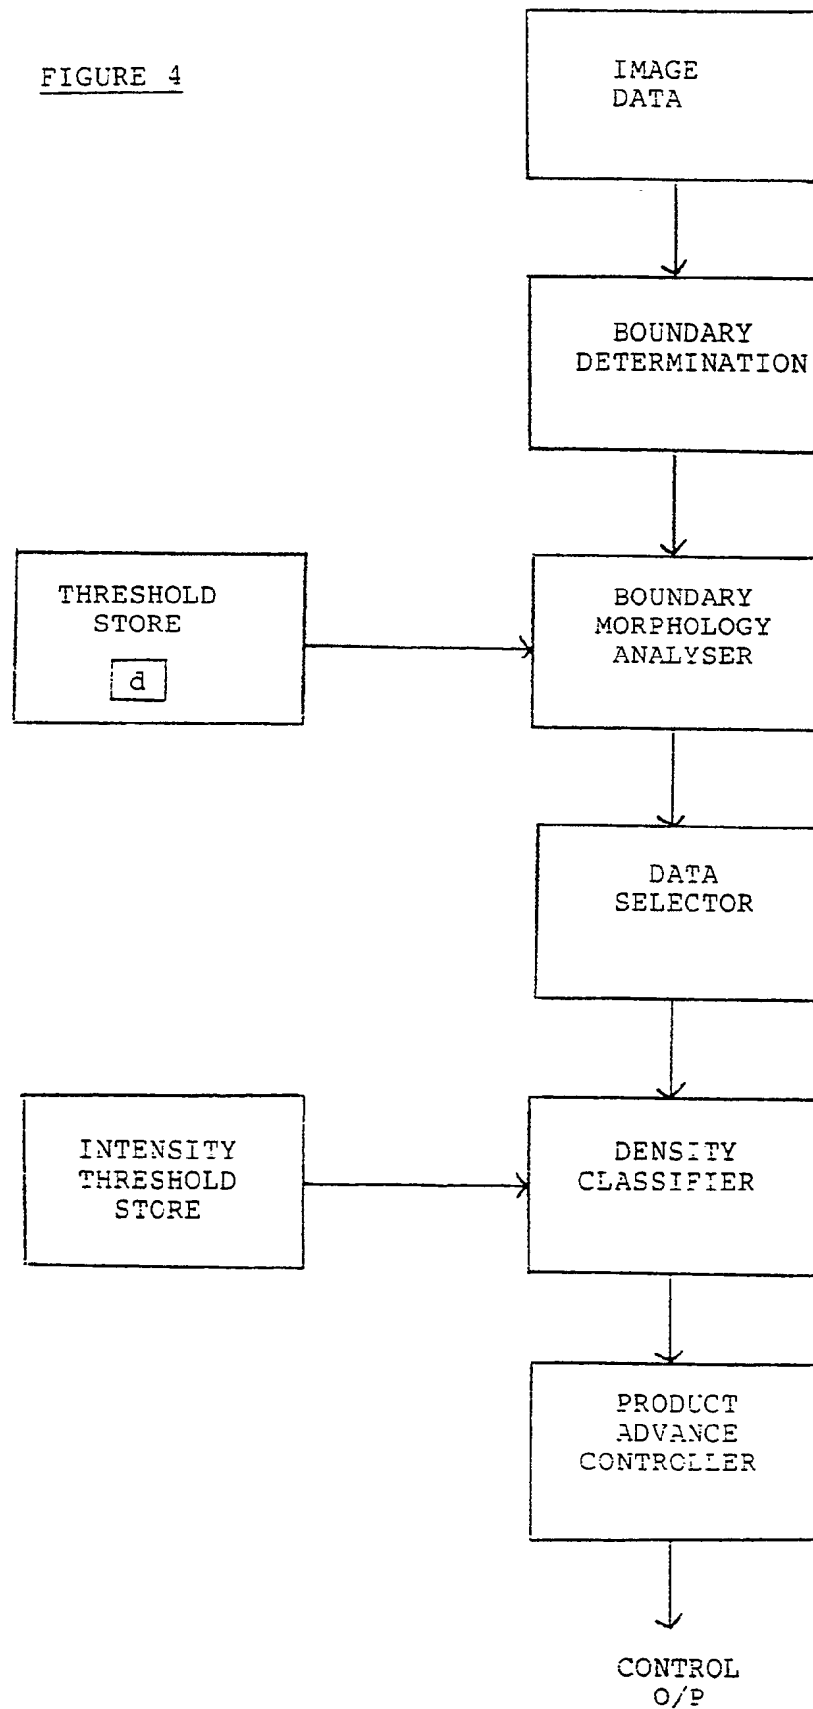 FIGURE 4
IMAGE
DATA
BOUNDARY
DETERMINATION
THRESHOLD
STORE
d
BOUNDARY
MORPHOLOGY
ANALYSER
DATA
SELECTOR
INTENSITY
THRESHOLD
STORE
DENSITY
CLASSIFIER
PRODUCT
ADVANCE
CONTROLLER
CONTROL
O/P